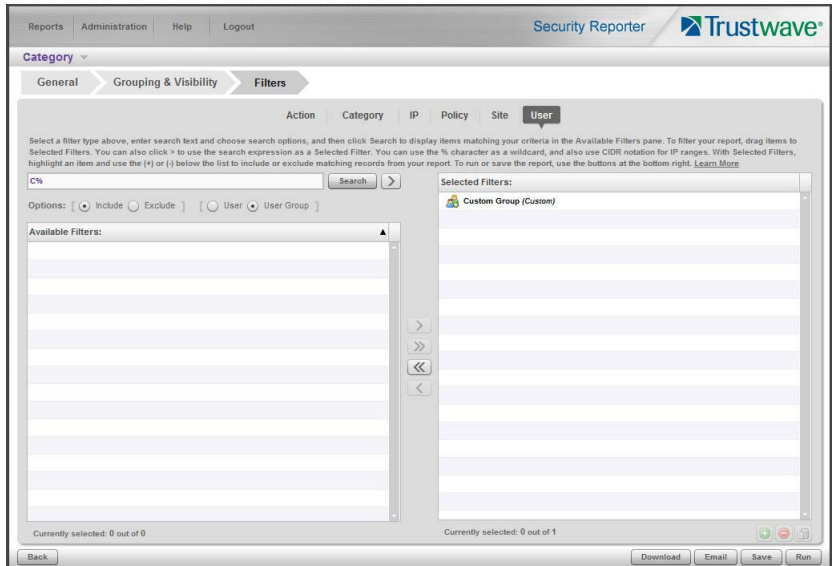 Reports Administration Help Logout
Security Reporter
Trustwave®
Category
General Grouping & Visibility Filters
Action Category IP Policy Site User
Select a filter type above, enter search text and choose search options, and then click Search to display items matching your criteria in the Available Filters pane. To filter your report, drag items to
Selected Filters. You can also click > to use the search expression as a Selected Filter. You can use the % character as a wildcard, and also use CIDR notation for IP ranges. With Selected Filters,
highlight an item and use the (+) or (-) below the list to include or exclude matching records from your report. To run or save the report, use the buttons at the bottom right. Learn More
C% Search >
Options: [ Include Exclude ] [ User User Group ]
Available Filters:
Currently selected: 0 out of 0
Selected Filters:
Custom Group (Custom)
Currently selected: 0 out of 1
Back Download Email Save Run